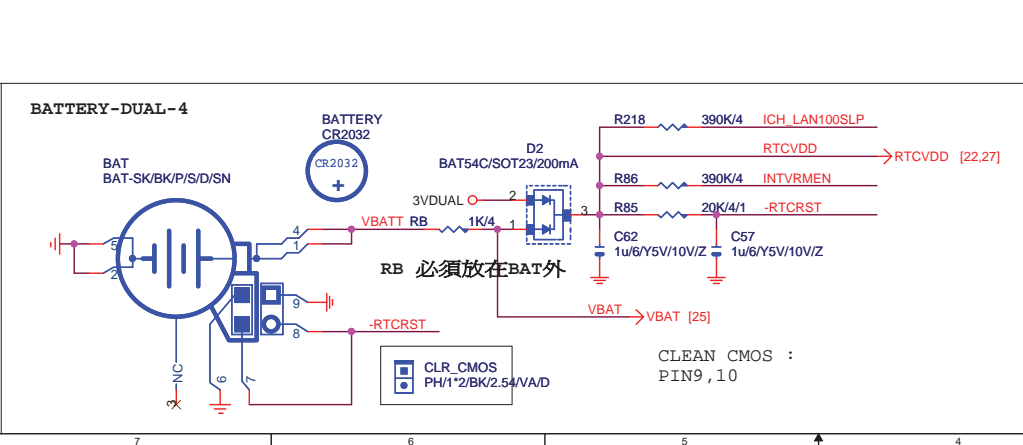 BATTERY-DUAL-4
BATTERY
CR2032
CR2032
+
BAT
BAT-SK/BK/P/S/D/SN
D2
BAT54C/SOT23/200mA
R218 390K/4 ICH_LAN100SLP
RTCVDD
RTCVDD [22,27]
R86 390K/4 INTVRMEN
3VDUAL 2
3
R85 20K/4/1 -RTCRST
VBATT RB 1K/4 1
4
1
5
2
C62
1u/6/Y5V/10V/Z
C57
1u/6/Y5V/10V/Z
RB 必須放在BAT外
9
8
-RTCRST
VBAT
VBAT [25]
NC
3
6
7
CLR_CMOS
PH/1*2/BK/2.54/VA/D
CLEAN CMOS :
PIN9,10
7 6 5 4